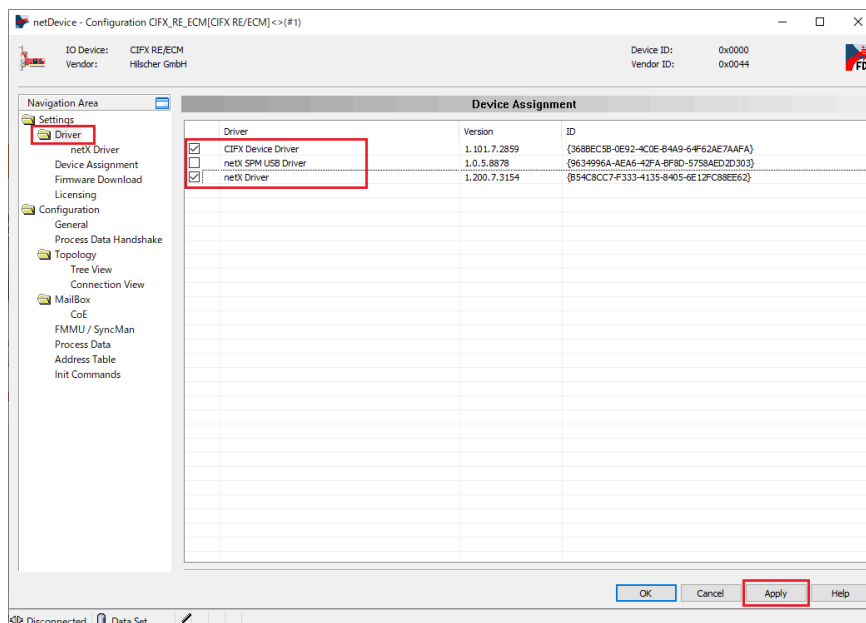 netDevice - Configuration CIFX_RE_ECM[CIFX RE/ECM]<>(#1)
IO Device: CIFX RE/ECM Device ID: 0x0000
Vendor: Hilscher GmbH Vendor ID: 0x0044
FD
Navigation Area
Device Assignment
Settings
Driver
netX Driver
Device Assignment
Firmware Download
Licensing
Configuration
General
Process Data Handshake
Topology
Tree View
Connection View
MailBox
CoE
FMMU / SyncMan
Process Data
Address Table
Init Commands
Driver Version ID
CIFX Device Driver 1.101.7.2859 {368BEC5B-0E92-4C0E-B4A9-64F62AE7AAFA}
netX SPM USB Driver 1.0.5.8878 {9634996A-AEA6-42FA-BF8D-5758AED2D303}
netX Driver 1.200.7.3154 {B54C8CC7-F333-4135-8405-6E12FC88EE62}
OK Cancel Apply Help
Disconnected Data Set